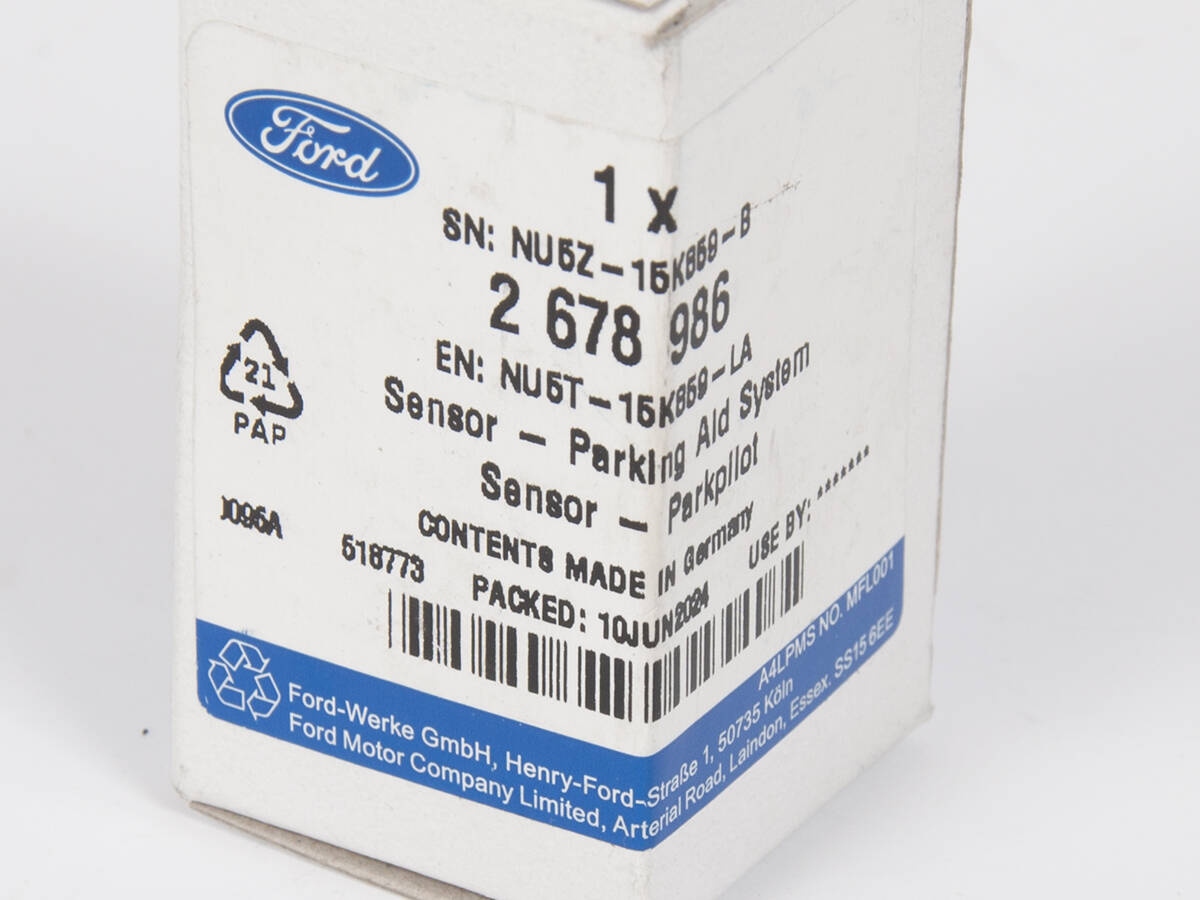 Ford
1 x
SN: NU5Z-15K859-B
2 678 986
EN: NU5T-15K859-LA
Sensor - Parking Aid System
Sensor - Parkpilot
21
PAP
CONTENTS MADE IN Germany
J095A
518773
PACKED: 10JUN2024
USE BY: *******
A4LPMS NO. MFL001
Ford-Werke GmbH, Henry-Ford-Straße 1, 50735 Köln
Ford Motor Company Limited, Arterial Road, Laindon, Essex. SS15 6EE